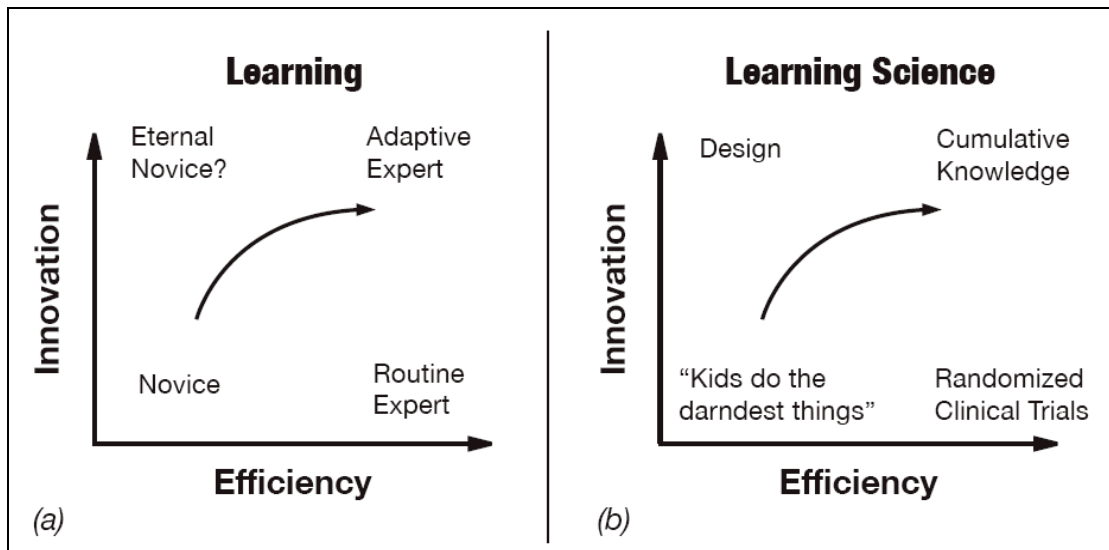 Learning
Eternal
Novice?
Adaptive
Expert
Innovation
Novice
Routine
Expert
Efficiency
(a)
Learning Science
Design
Cumulative
Knowledge
Innovation
“Kids do the
darndest things”
Randomized
Clinical Trials
Efficiency
(b)